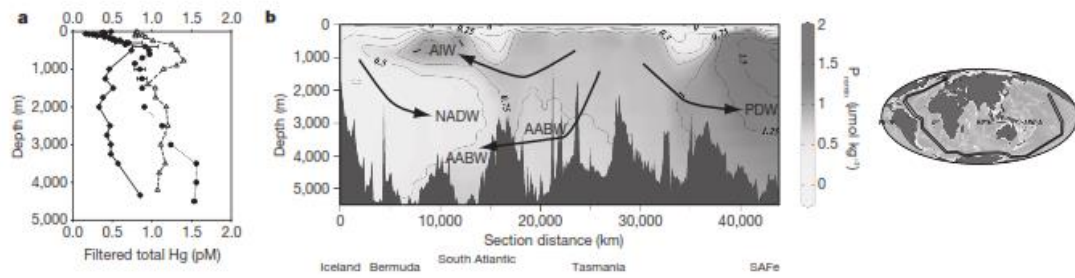 a
0 0.5 1.0 1.5 2.0
0
1,000
2,000
3,000
4,000
5,000
Depth (m)
0 0.5 1.0 1.5 2.0
Filtered total Hg (pM)
b
0
1,000
2,000
3,000
4,000
5,000
Depth (m)
0.25
AIW
0.5
0.75
NADW
AABW
AABW
PDW
1.25
0 10,000 20,000 30,000 40,000
Section distance (km)
Iceland Bermuda South Atlantic Tasmania SAFe
2
1.5
1
0.5
0
(μmol kg⁻¹)